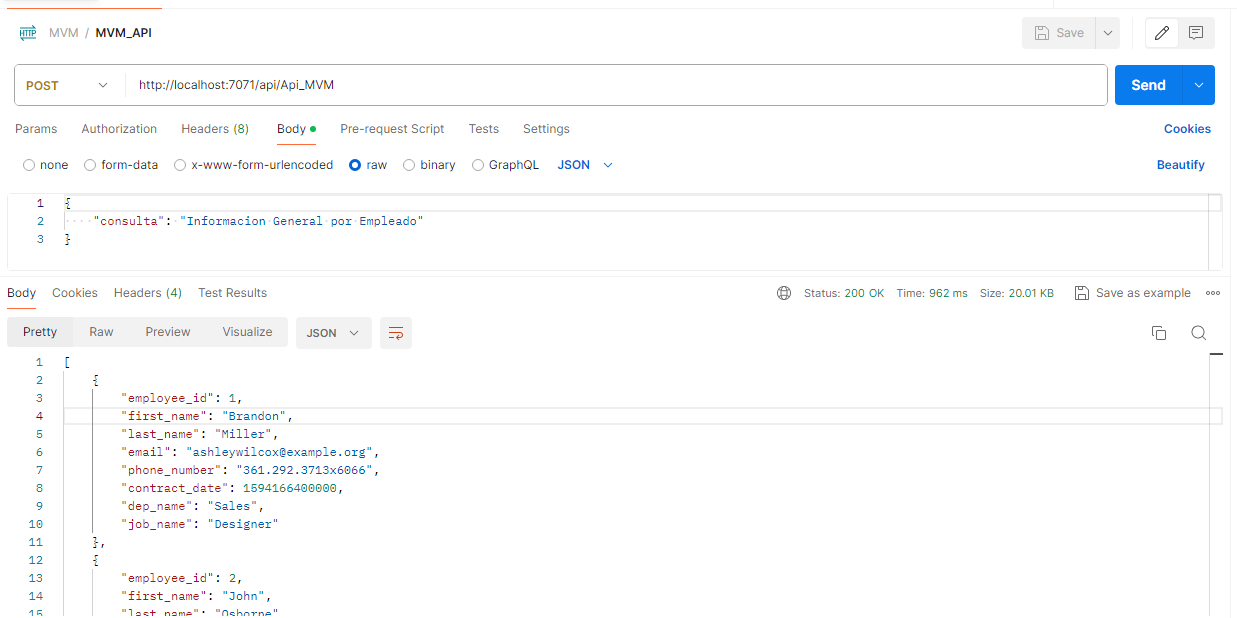 HTTP MVM / MVM_API Save
POST http://localhost:7071/api/Api_MVM Send
Params Authorization Headers (8) Body Pre-request Script Tests Settings Cookies
none form-data x-www-form-urlencoded raw binary GraphQL JSON Beautify
1 {
2 "consulta": "Informacion General por Empleado"
3 }
Body Cookies Headers (4) Test Results Status: 200 OK Time: 962 ms Size: 20.01 KB Save as example
Pretty Raw Preview Visualize JSON
1 [
2 {
3 "employee_id": 1,
4 "first_name": "Brandon",
5 "last_name": "Miller",
6 "email": "ashleywilcox@example.org",
7 "phone_number": "361.292.3713x6066",
8 "contract_date": 1594166400000,
9 "dep_name": "Sales",
10 "job_name": "Designer"
11 },
12 {
13 "employee_id": 2,
14 "first_name": "John",
15 "last_name": "Osborne"